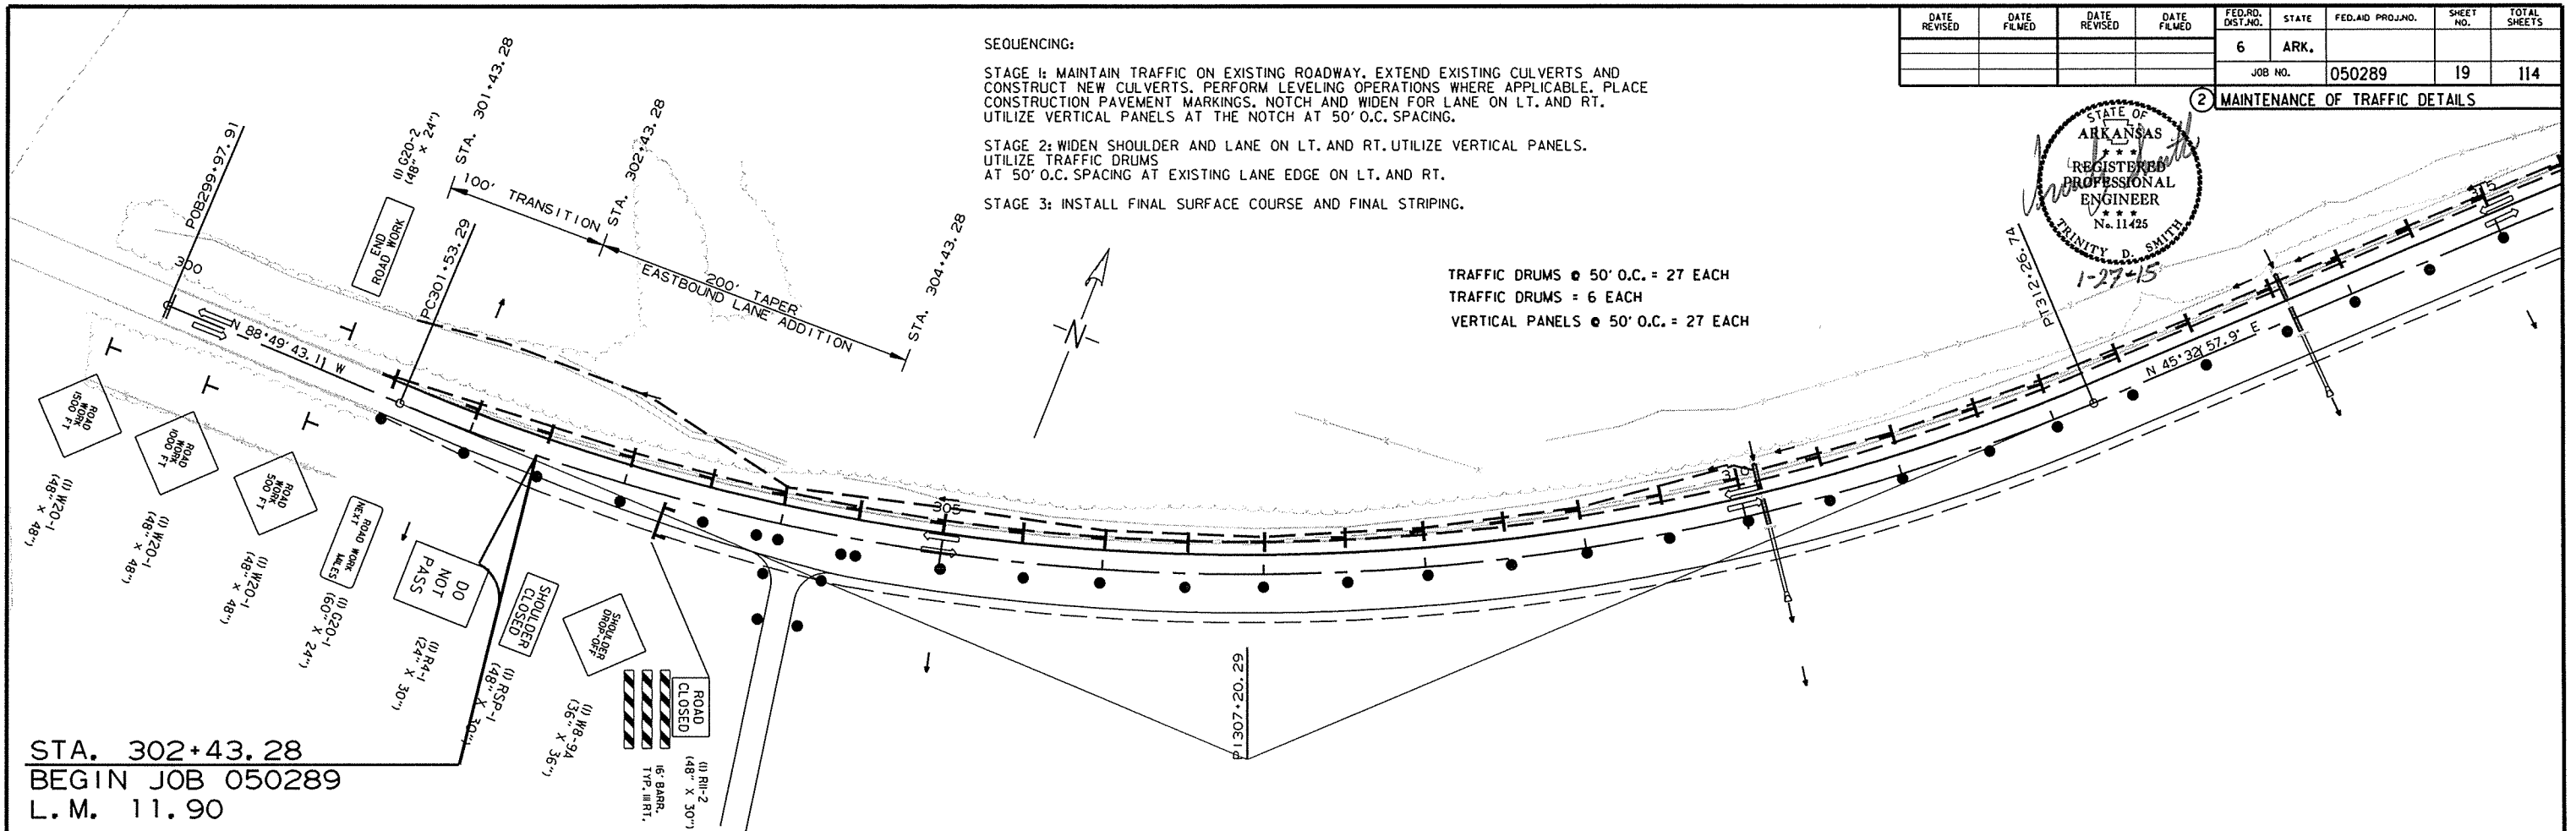 DATE REVISED
DATE FILMED
DATE REVISED
DATE FILMED
FED.RD. DIST.NO.
STATE
FED.AID PROJ.NO.
SHEET NO.
TOTAL SHEETS
6
ARK.
JOB NO.
050289
19
114
2
MAINTENANCE OF TRAFFIC DETAILS
SEQUENCING:
STAGE 1: MAINTAIN TRAFFIC ON EXISTING ROADWAY. EXTEND EXISTING CULVERTS AND
CONSTRUCT NEW CULVERTS. PERFORM LEVELING OPERATIONS WHERE APPLICABLE. PLACE
CONSTRUCTION PAVEMENT MARKINGS. NOTCH AND WIDEN FOR LANE ON LT. AND RT.
UTILIZE VERTICAL PANELS AT THE NOTCH AT 50' O.C. SPACING.
STAGE 2: WIDEN SHOULDER AND LANE ON LT. AND RT. UTILIZE VERTICAL PANELS.
UTILIZE TRAFFIC DRUMS
AT 50' O.C. SPACING AT EXISTING LANE EDGE ON LT. AND RT.
STAGE 3: INSTALL FINAL SURFACE COURSE AND FINAL STRIPING.
TRAFFIC DRUMS @ 50' O.C. = 27 EACH
TRAFFIC DRUMS = 6 EACH
VERTICAL PANELS @ 50' O.C. = 27 EACH
STATE OF
ARKANSAS
★ ★ ★
REGISTERED
PROFESSIONAL
ENGINEER
★ ★ ★
No. 11425
TRINITY D. SMITH
1-27-15
POB299+97.91
300
(1) G20-2
(48" x 24")
END
ROAD WORK
STA. 301+43.28
PC301+53.29
100' TRANSITION
STA. 302+43.28
200' TAPER
EASTBOUND LANE ADDITION
STA. 304+43.28
N 88°49'43.11 W
N
305
310
315
PT312+26.74
N 45°32'57.9" E
PI307+20.29
ROAD
WORK
1500 FT
(1) W20-1
(48" x 48")
ROAD
WORK
1000 FT
(1) W20-1
(48" x 48")
ROAD
WORK
500 FT
(1) W20-1
(48" x 48")
ROAD WORK
NEXT MILES
(1) G20-1
(60" X 24")
DO
NOT
PASS
(1) R4-1
(24" X 30")
SHOULDER
CLOSED
(1) RSP-1
(48" X 30")
SHOULDER
DROP-OFF
(1) W8-9A
(36" X 36")
ROAD
CLOSED
(1) R11-2
(48" X 30")
16' BARR.
TYP. III RT.
STA. 302+43.28
BEGIN JOB 050289
L.M. 11.90